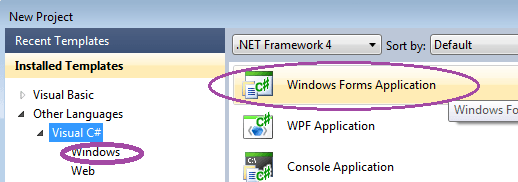 New Project
Recent Templates
.NET Framework 4
Sort by:
Default
Installed Templates
Visual Basic
Other Languages
Visual C#
Windows
Web
C# Windows Forms Application
Windows Fo
C# WPF Application
C:\ C# Console Application